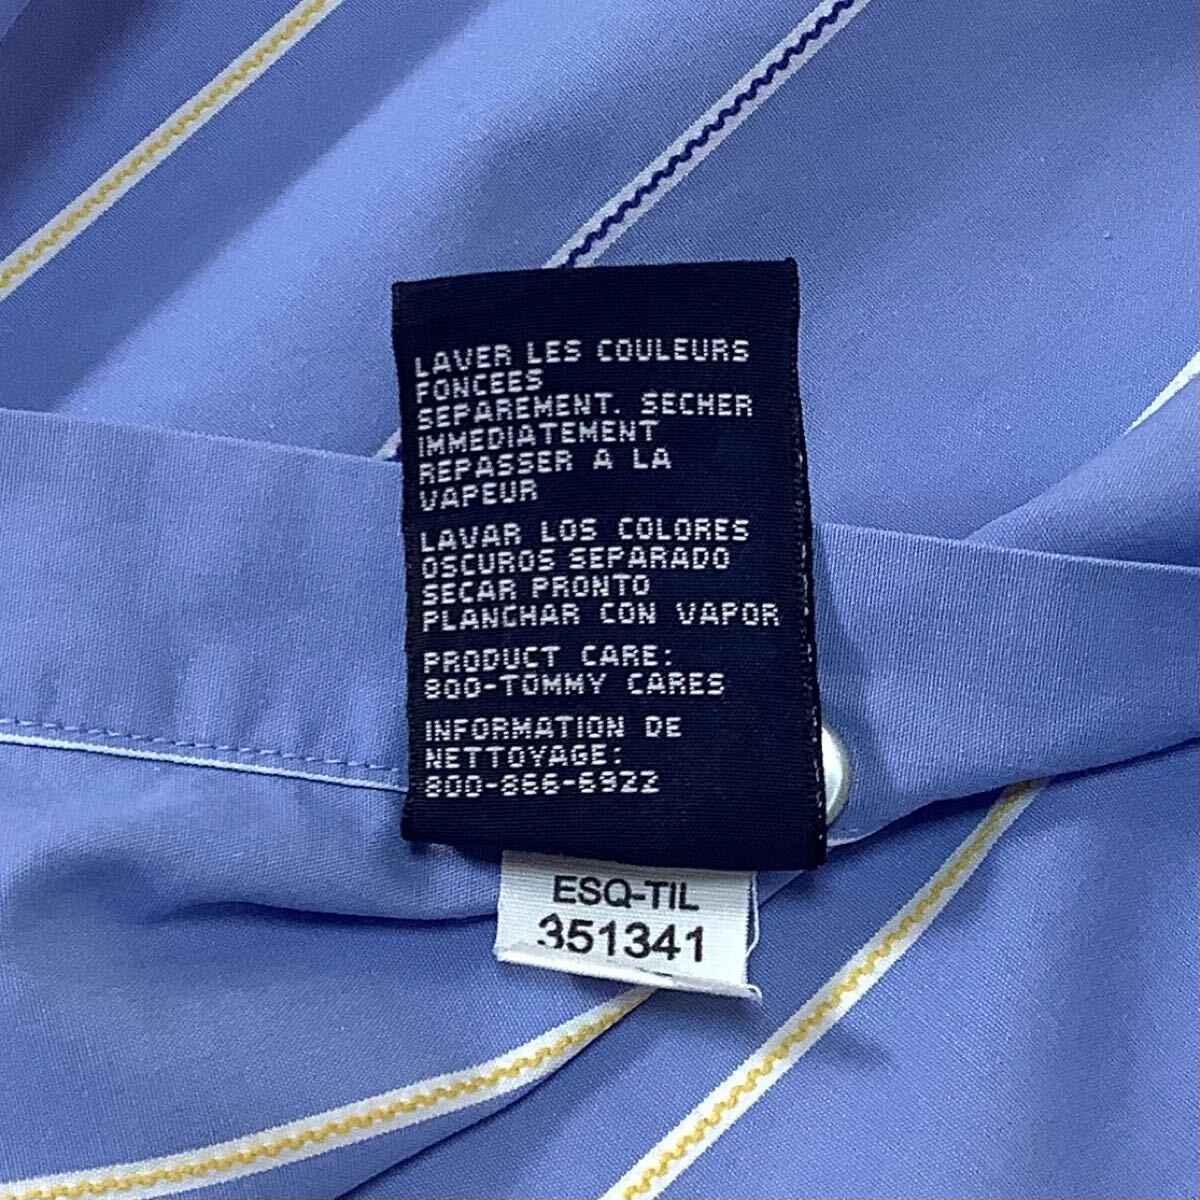 LAVER LES COULEURS
FONCEES
SEPAREMENT. SECHER
IMMEDIATEMENT
REPASSER A LA
VAPEUR
LAVAR LOS COLORES
OSCUROS SEPARADO
SECAR PRONTO
PLANCHAR CON VAPOR
PRODUCT CARE:
800-TOMMY CARES
INFORMATION DE
NETTOYAGE:
800-866-6922
ESQ-TIL
351341